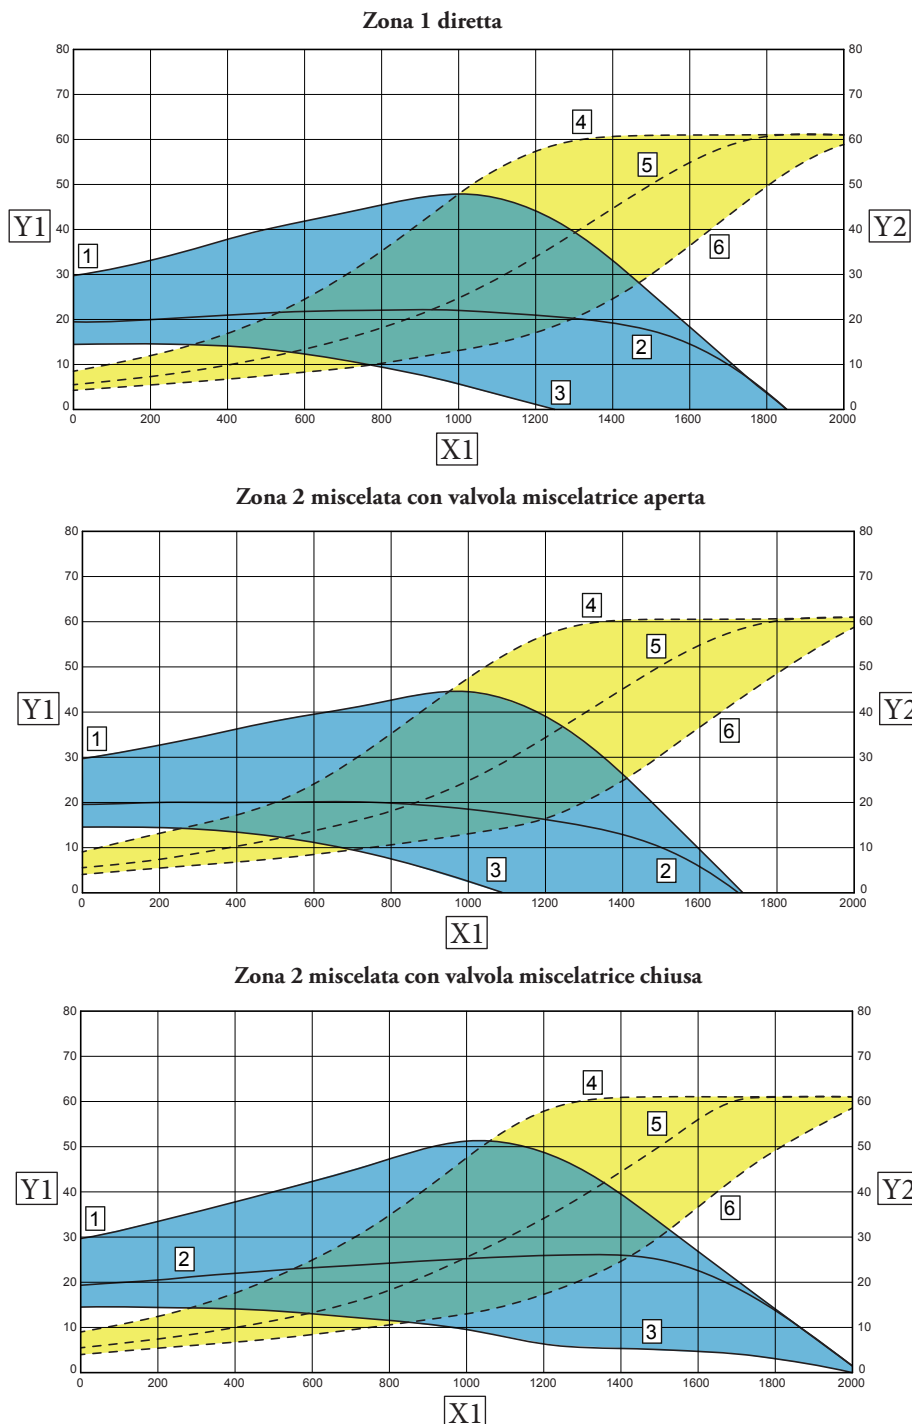 Zona 1 diretta
80 80
70 70
60 4 60
5
50 50
Y1 40 6 40 Y2
1
30 30
20 20
2
10 10
3
0 0
0 200 400 600 800 1000 1200 1400 1600 1800 2000
X1
Zona 2 miscelata con valvola miscelatrice aperta
80 80
70 70
4
60 60
5
50 50
Y1 40 40 Y2
6
1
30 30
20 20
10 10
3 2
0 0
0 200 400 600 800 1000 1200 1400 1600 1800 2000
X1
Zona 2 miscelata con valvola miscelatrice chiusa
80 80
70 70
4
60 60
5
50 50
Y1 40 40 Y2
6
1
30 30
2
20 20
10 3 10
0 0
0 200 400 600 800 1000 1200 1400 1600 1800 2000
X1